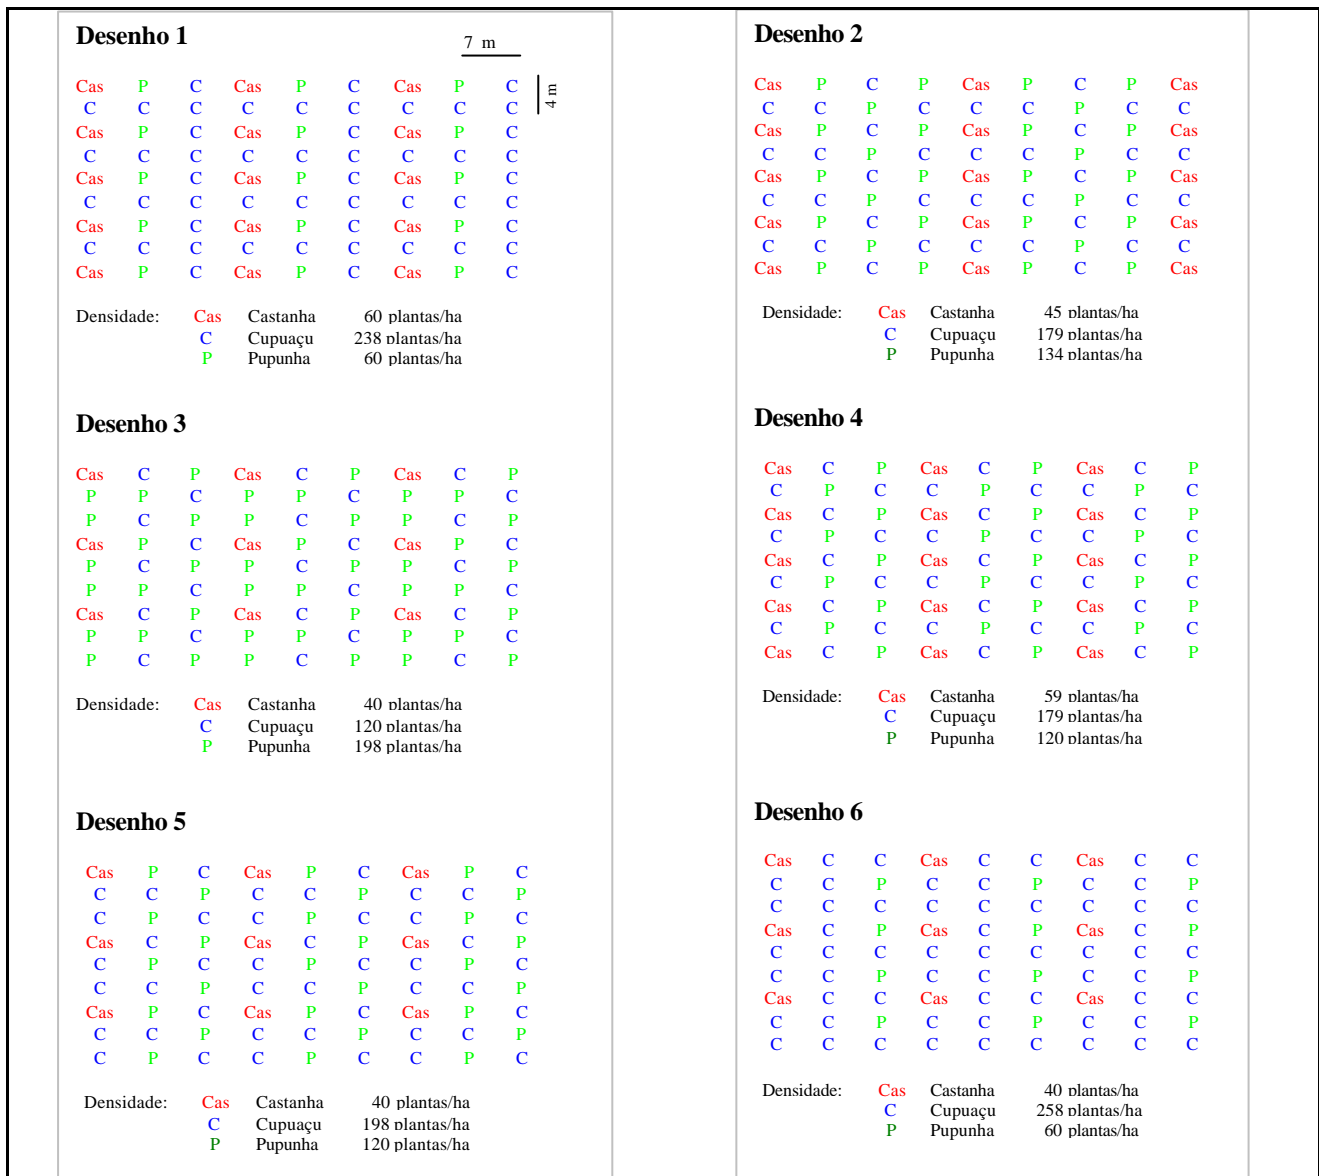 Desenho 1
7 m
4 m
Cas P C Cas P C Cas P C
C C C C C C C C C
Cas P C Cas P C Cas P C
C C C C C C C C C
Cas P C Cas P C Cas P C
C C C C C C C C C
Cas P C Cas P C Cas P C
C C C C C C C C C
Cas P C Cas P C Cas P C
Densidade: Cas Castanha 60 plantas/ha
C Cupuaçu 238 plantas/ha
P Pupunha 60 plantas/ha
Desenho 2
Cas P C P Cas P C P Cas
C C P C C C P C C
Cas P C P Cas P C P Cas
C C P C C C P C C
Cas P C P Cas P C P Cas
C C P C C C P C C
Cas P C P Cas P C P Cas
C C P C C C P C C
Cas P C P Cas P C P Cas
Densidade: Cas Castanha 45 plantas/ha
C Cupuaçu 179 plantas/ha
P Pupunha 134 plantas/ha
Desenho 3
Cas C P Cas C P Cas C P
P P C P P C P P C
P C P P C P P C P
Cas P C Cas P C Cas P C
P C P P C P P C P
P P C P P C P P C
Cas C P Cas C P Cas C P
P P C P P C P P C
P C P P C P P C P
Densidade: Cas Castanha 40 plantas/ha
C Cupuaçu 120 plantas/ha
P Pupunha 198 plantas/ha
Desenho 4
Cas C P Cas C P Cas C P
C P C C P C C P C
Cas C P Cas C P Cas C P
C P C C P C C P C
Cas C P Cas C P Cas C P
C P C C P C C P C
Cas C P Cas C P Cas C P
C P C C P C C P C
Cas C P Cas C P Cas C P
Densidade: Cas Castanha 59 plantas/ha
C Cupuaçu 179 plantas/ha
P Pupunha 120 plantas/ha
Desenho 5
Cas P C Cas P C Cas P C
C C P C C P C C P
C P C C P C C P C
Cas C P Cas C P Cas C P
C P C C P C C P C
C C P C C P C C P
Cas P C Cas P C Cas P C
C C P C C P C C P
C P C C P C C P C
Densidade: Cas Castanha 40 plantas/ha
C Cupuaçu 198 plantas/ha
P Pupunha 120 plantas/ha
Desenho 6
Cas C C Cas C C Cas C C
C C P C C P C C P
C C C C C C C C C
Cas C P Cas C P Cas C P
C C C C C C C C C
C C P C C P C C P
Cas C C Cas C C Cas C C
C C P C C P C C P
C C C C C C C C C
Densidade: Cas Castanha 40 plantas/ha
C Cupuaçu 258 plantas/ha
P Pupunha 60 plantas/ha